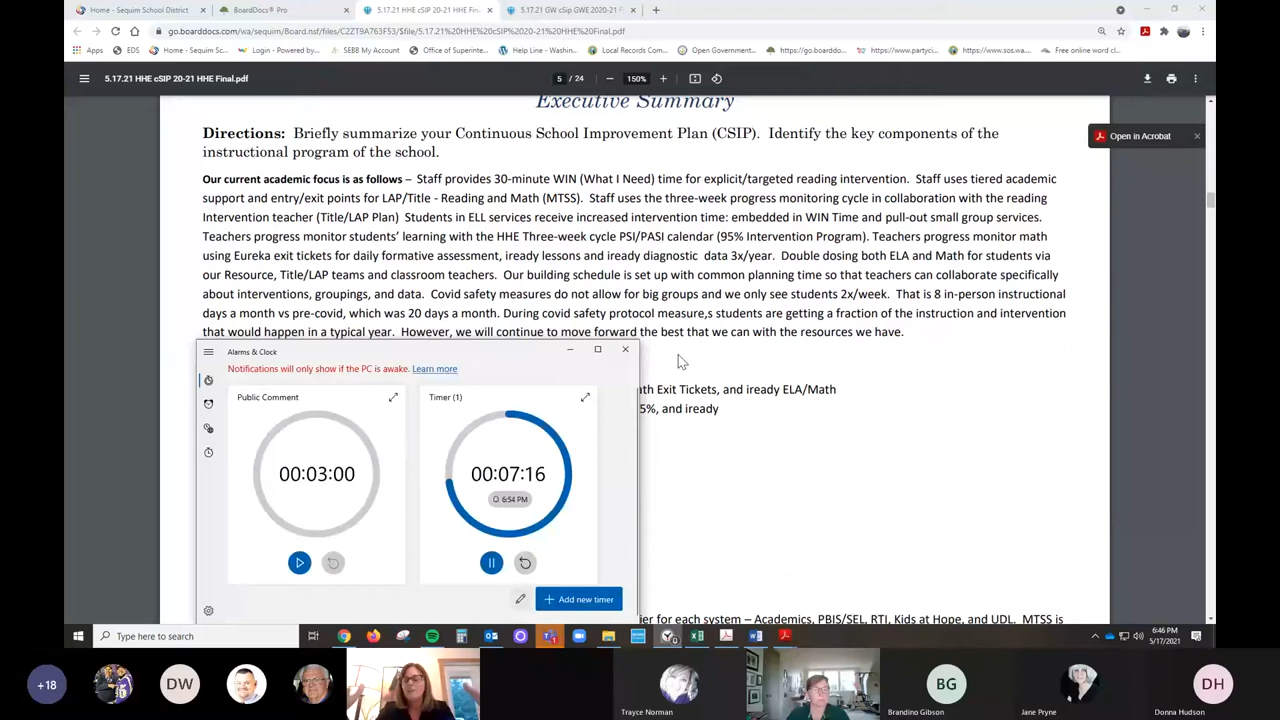 Home - Sequim School District
BoardDocs® Pro
5.17.21 HHE cSIP 20-21 HHE Fina
5.17.21 GW cSip GWE 2020-21 F
go.boarddocs.com/wa/sequim/Board.nsf/files/C2ZT9A763F53/$file/5.17.21%20HHE%20cSIP%2020-21%20HHE%20Final.pdf
Apps
EDS
Home - Sequim Sc...
Login - Powered by...
SEBB My Account
Office of Superinte...
Help Line - Washin...
Local Records Com...
Open Government...
https://go.boarddo...
https://www.partyci...
https://www.sos.wa...
Free online word cl...
5.17.21 HHE cSIP 20-21 HHE Final.pdf
5 / 24
150%
Open in Acrobat
Executive Summary
Directions: Briefly summarize your Continuous School Improvement Plan (CSIP). Identify the key components of the
instructional program of the school.
Our current academic focus is as follows – Staff provides 30-minute WIN (What I Need) time for explicit/targeted reading intervention. Staff uses tiered academic
support and entry/exit points for LAP/Title - Reading and Math (MTSS). Staff uses the three-week progress monitoring cycle in collaboration with the reading
Intervention teacher (Title/LAP Plan) Students in ELL services receive increased intervention time: embedded in WIN Time and pull-out small group services.
Teachers progress monitor students' learning with the HHE Three-week cycle PSI/PASI calendar (95% Intervention Program). Teachers progress monitor math
using Eureka exit tickets for daily formative assessment, iready lessons and iready diagnostic data 3x/year. Double dosing both ELA and Math for students via
our Resource, Title/LAP teams and classroom teachers. Our building schedule is set up with common planning time so that teachers can collaborate specifically
about interventions, groupings, and data. Covid safety measures do not allow for big groups and we only see students 2x/week. That is 8 in-person instructional
days a month vs pre-covid, which was 20 days a month. During covid safety protocol measure,s students are getting a fraction of the instruction and intervention
that would happen in a typical year. However, we will continue to move forward the best that we can with the resources we have.
ath Exit Tickets, and iready ELA/Math
5%, and iready
ier for each system – Academics, PBIS/SEL, RTI, Kids at Hope, and UDL. MTSS is
Alarms & Clock
Notifications will only show if the PC is awake. Learn more
Public Comment
00:03:00
Timer (1)
00:07:16
6:54 PM
Add new timer
Type here to search
6:46 PM
5/17/2021
+18
DW
Trayce Norman
BG
Brandino Gibson
Jane Pryne
DH
Donna Hudson